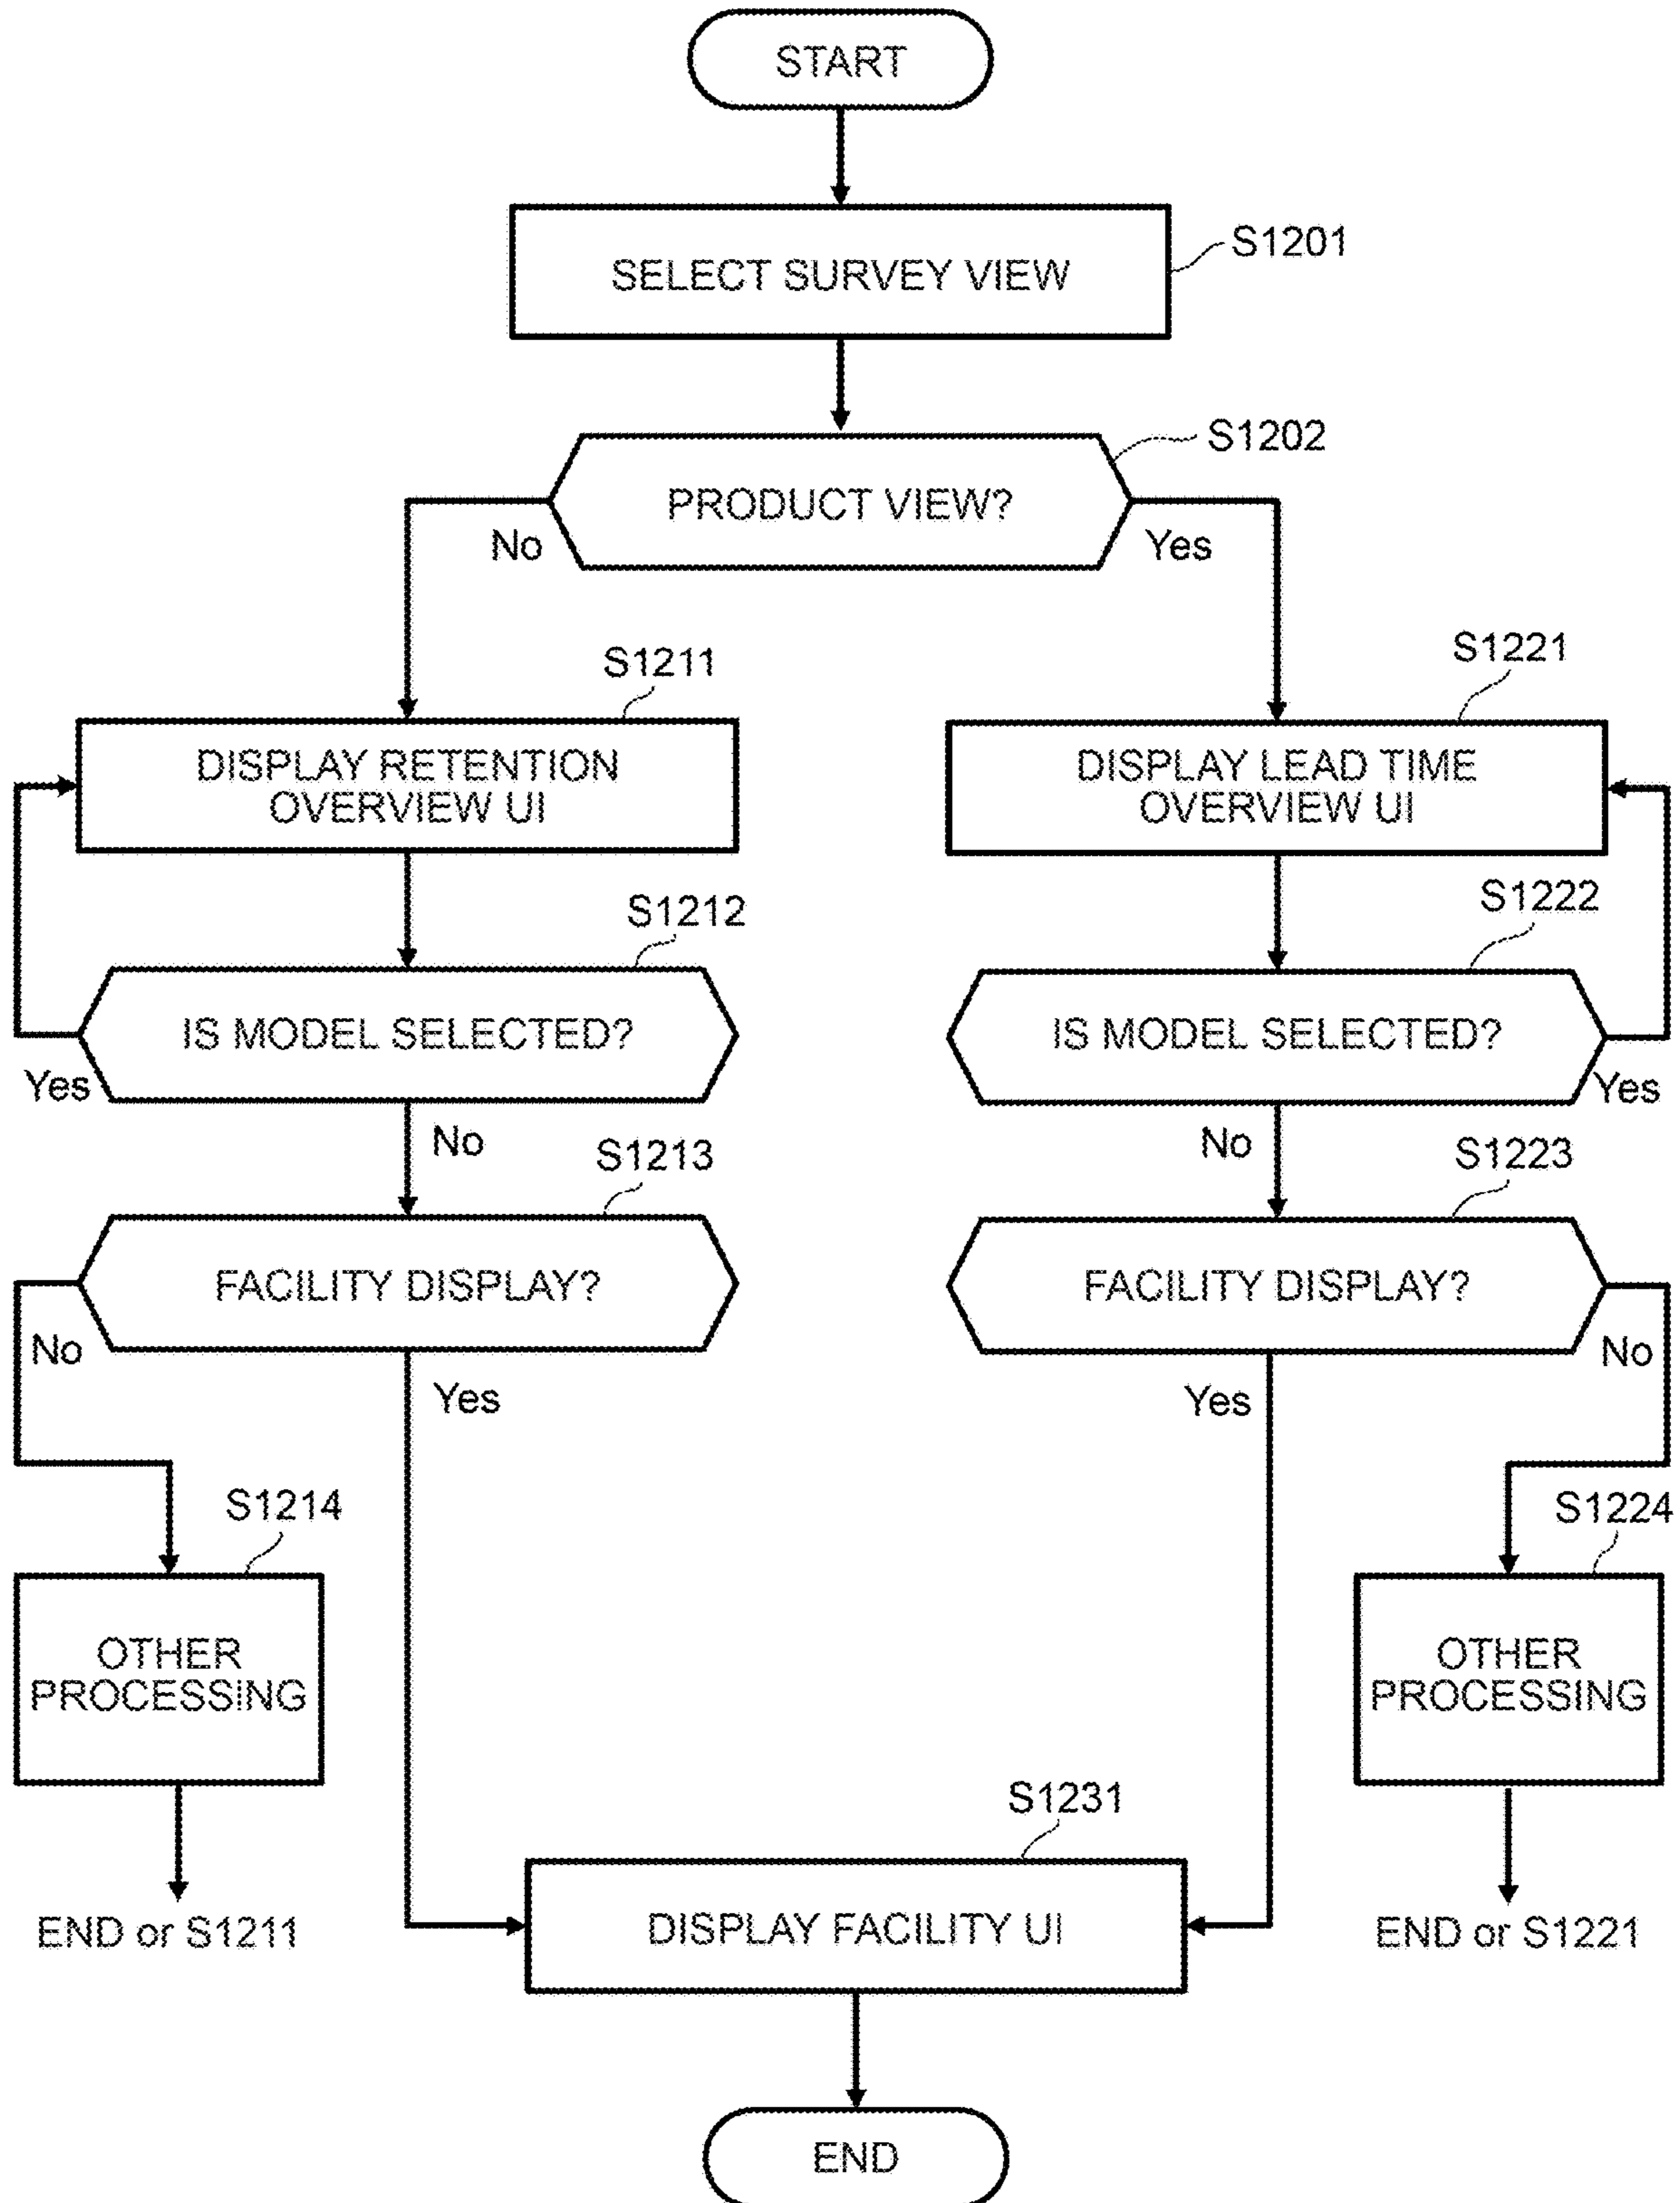 START
S1201
SELECT SURVEY VIEW
S1202
PRODUCT VIEW?
No
Yes
S1211
S1221
DISPLAY RETENTION
OVERVIEW UI
DISPLAY LEAD TIME
OVERVIEW UI
S1212
S1222
IS MODEL SELECTED?
IS MODEL SELECTED?
Yes
Yes
No
No
S1213
S1223
FACILITY DISPLAY?
FACILITY DISPLAY?
No
No
Yes
Yes
S1214
S1224
OTHER
PROCESSING
OTHER
PROCESSING
S1231
END or S1211
DISPLAY FACILITY UI
END or S1221
END